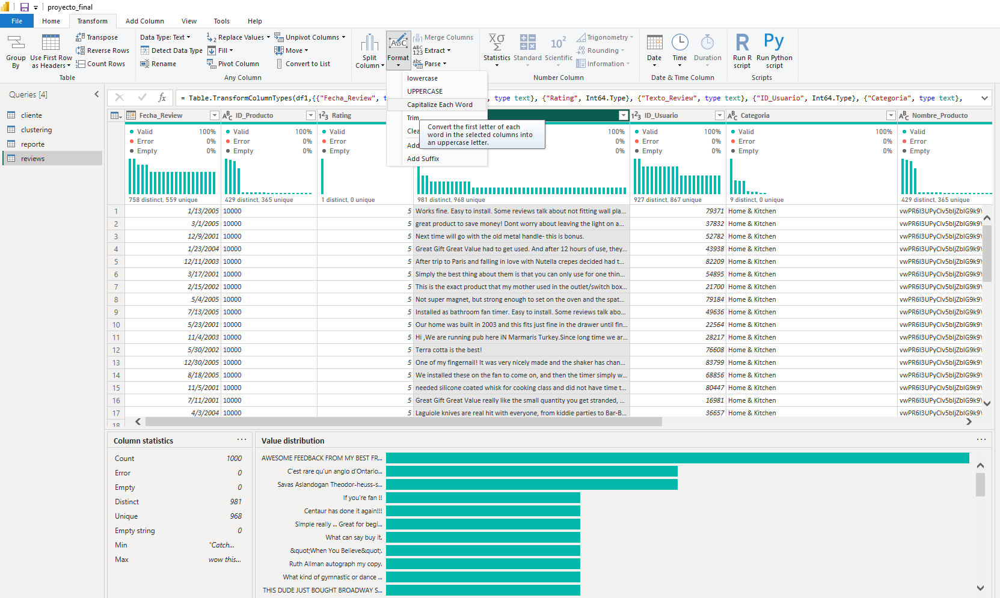 proyecto_final
File Home Transform Add Column View Tools Help
Group By
Use First Row as Headers
Transpose
Reverse Rows
Count Rows
Table
Data Type: Text
Detect Data Type
Rename
Replace Values
Fill
Pivot Column
Unpivot Columns
Move
Convert to List
Any Column
Split Column
Format
Merge Columns
Extract
Parse
Statistics Standard Scientific
Trigonometry
Rounding
Information
Number Column
Date Time Duration
Date & Time Column
Run R script
Run Python script
Scripts
lowercase
UPPERCASE
Capitalize Each Word
Trim
Clea
Add
Add Suffix
Convert the first letter of each
word in the selected columns into
an uppercase letter.
Queries [4]
cliente
clustering
reporte
reviews
= Table.TransformColumnTypes(df1,{{"Fecha_Review", t , type text}, {"Rating", Int64.Type}, {"Texto_Review", type text}, {"ID_Usuario", Int64.Type}, {"Categoria", type text},
Fecha_Review ID_Producto Rating ID_Usuario Categoria Nombre_Producto
Valid 100% Valid 100% Valid 100% Valid 100% Valid 100% Valid
Error 0% Error 0% Error 0% Error 0% Error 0% Error
Empty 0% Empty 0% Empty 0% Empty 0% Empty 0% Empty
758 distinct, 559 unique 429 distinct, 365 unique 1 distinct, 0 unique 981 distinct, 968 unique 927 distinct, 867 unique 9 distinct, 0 unique 429 distinct, 365 unique
1 1/13/2005 10000 5 Works fine. Easy to install. Some reviews talk about not fitting wall pla... 79371 Home & Kitchen
2 3/1/2005 10000 5 great product to save money! Dont worry about leaving the light on a... 37832 Home & Kitchen
3 12/9/2001 10000 5 Next time will go with the old metal handle- this is bonus. 52782 Home & Kitchen
4 1/23/2004 10000 5 Great Gift Great Value had to get used. And after 12 hours of use, they... 43938 Home & Kitchen
5 12/11/2003 10000 5 After trip to Paris and falling in love with Nutella crepes decided had t... 82209 Home & Kitchen
6 3/17/2001 10000 5 Simply the best thing about them is that you can only use for one thin... 54895 Home & Kitchen
7 2/15/2002 10000 5 This is the exact product that my mother used in the outlet/switch box... 21700 Home & Kitchen
8 5/4/2005 10000 5 Not super magnet, but strong enough to set on the oven and the spat... 79184 Home & Kitchen
9 7/13/2005 10000 5 Installed as bathroom fan timer. Easy to install. Some reviews talk abo... 49636 Home & Kitchen
10 5/23/2001 10000 5 Our home was built in 2003 and this fits just fine in the drawer until fin... 22564 Home & Kitchen
11 11/4/2003 10000 5 Hi ,We are running pub here iN Marmaris Turkey.Since long time we ar... 28217 Home & Kitchen
12 5/30/2002 10000 5 Terra cotta is the best! 76608 Home & Kitchen
13 12/30/2005 10000 5 One of my fingernail! It was very nicely made and the shaker has chan... 83799 Home & Kitchen
14 8/18/2005 10000 5 We installed these on the fan to come on, and then the timer simply w... 68856 Home & Kitchen
15 11/5/2001 10000 5 needed silicone coated whisk for cooking class and did not have time t... 80447 Home & Kitchen
16 7/11/2001 10000 5 Great Gift Great Value really like the small quantity you get stranded, ... 16981 Home & Kitchen
17 4/3/2004 10000 5 Laguiole knives are real hit with everyone, from kiddie parties to Bar-B... 36657 Home & Kitchen
18
Column statistics
Count 1000
Error 0
Empty 0
Distinct 981
Unique 968
Empty string 0
Min "Catch...
Max wow this...
Value distribution
AWESOME FEEDBACK FROM MY BEST FR...
C'est rare qu'un anglo d'Ontario...
Savas Aslandogan Theodor-heuss-s...
If you're fan !!
Centaur has done it again!!!
Simple really ... Great for begi...
What can say buy it.
&quot;When You Believe&quot;.
Ruth Allman autograph my copy.
What kind of gymnastic or dance ...
THIS DUDE JUST BOUGHT BROADWAY S...